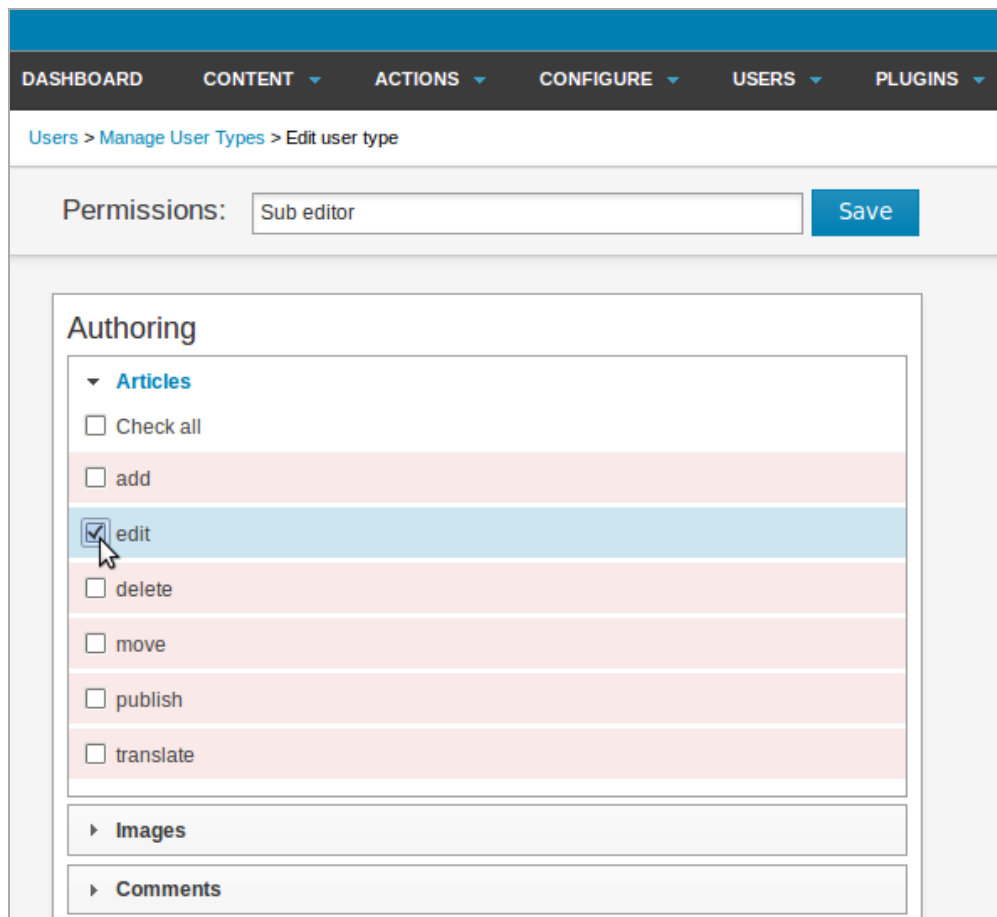 DASHBOARD CONTENT ACTIONS CONFIGURE USERS PLUGINS
Users > Manage User Types > Edit user type
Permissions: Sub editor Save
Authoring
Articles
Check all
add
edit
delete
move
publish
translate
Images
Comments